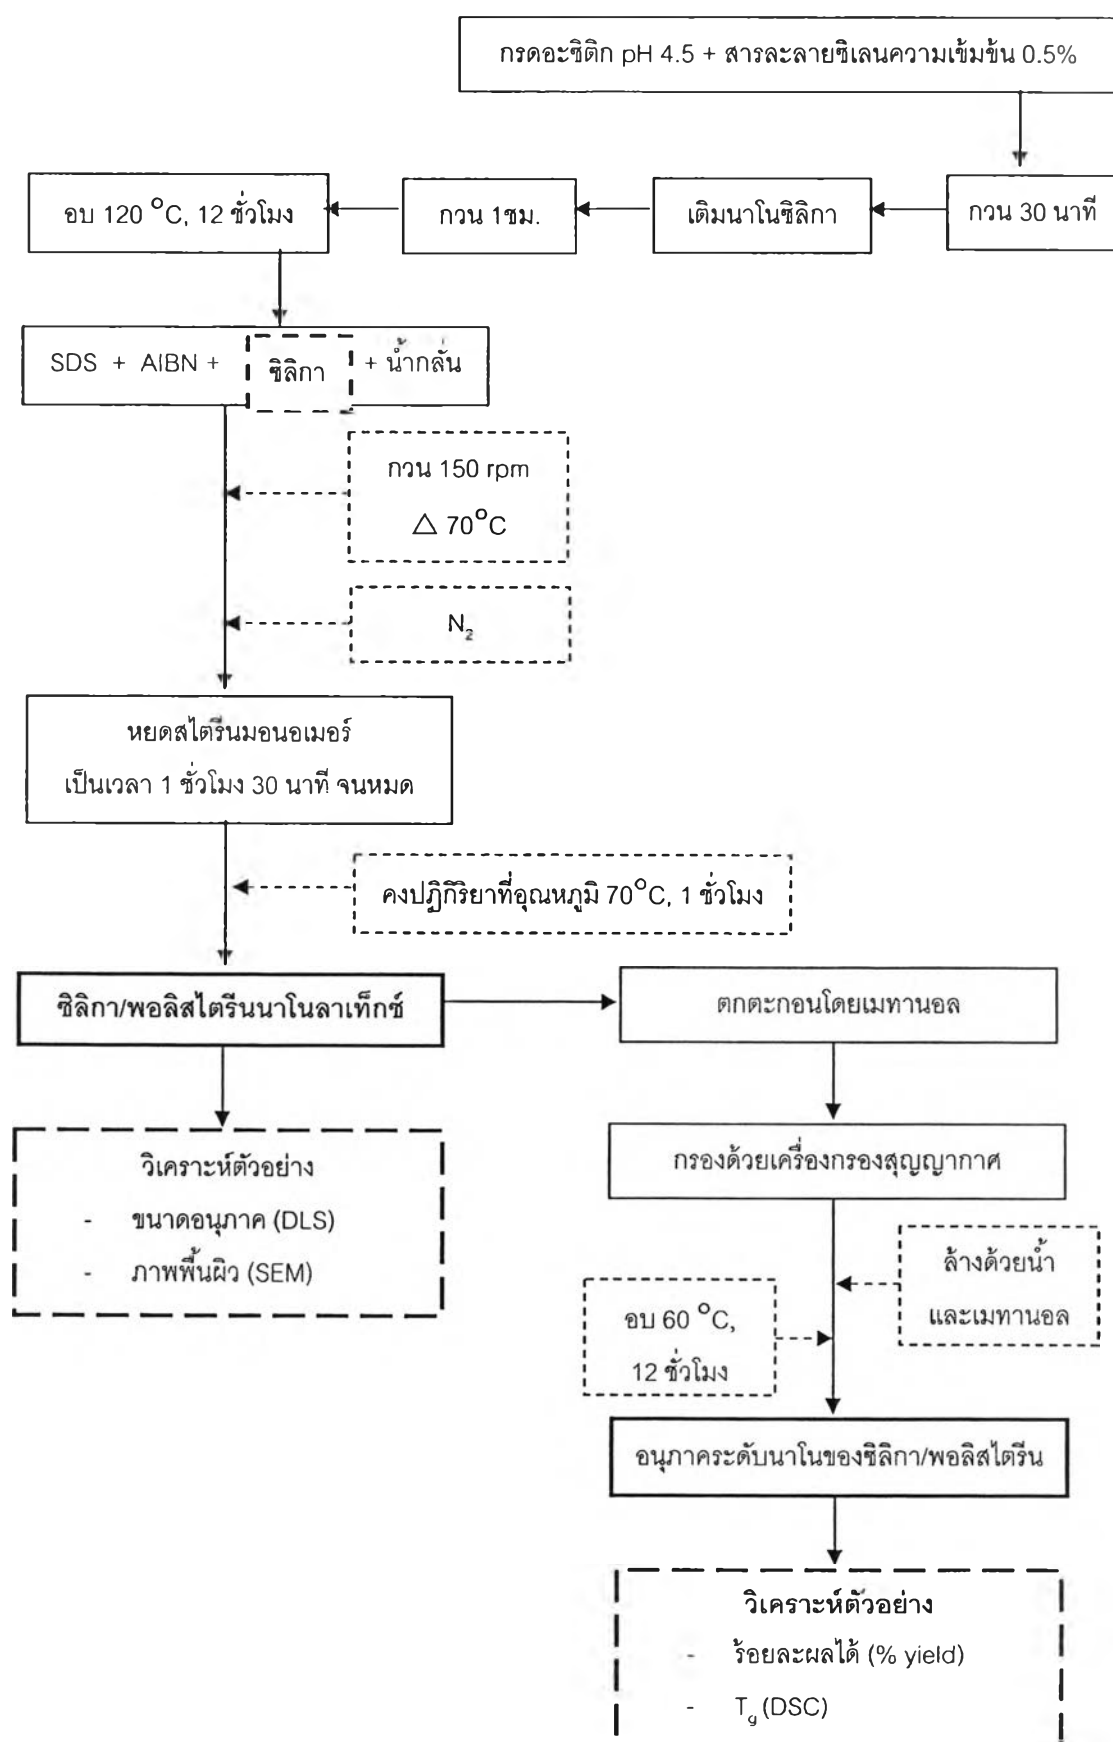 กรดอะซิติก pH 4.5 + สารละลายซิเลนความเข้มข้น 0.5%
กวน 30 นาที
เติมนาโนซิลิกา
กวน 1ชม.
อบ 120 °C, 12 ชั่วโมง
SDS + AIBN + ซิลิกา + น้ำกลั่น
กวน 150 rpm
△ 70°C
N₂
หยดสไตรีนมอนอเมอร์
เป็นเวลา 1 ชั่วโมง 30 นาที จนหมด
คงปฏิกิริยาที่อุณหภูมิ 70°C, 1 ชั่วโมง
ซิลิกา/พอลิสไตรีนนาโนลาเท็กซ์
ตกตะกอนโดยเมทานอล
วิเคราะห์ตัวอย่าง
- ขนาดอนุภาค (DLS)
- ภาพพื้นผิว (SEM)
กรองด้วยเครื่องกรองสุญญากาศ
ล้างด้วยน้ำ
และเมทานอล
อบ 60 °C,
12 ชั่วโมง
อนุภาคระดับนาโนของซิลิกา/พอลิสไตรีน
วิเคราะห์ตัวอย่าง
- ร้อยละผลได้ (% yield)
- Tg (DSC)